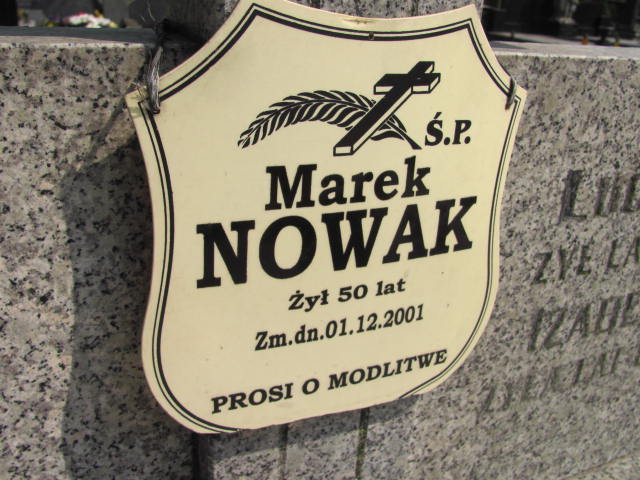 Ś.P.
Marek
NOWAK
Żył 50 lat
Zm.dn.01.12.2001
PROSI O MODLITWE